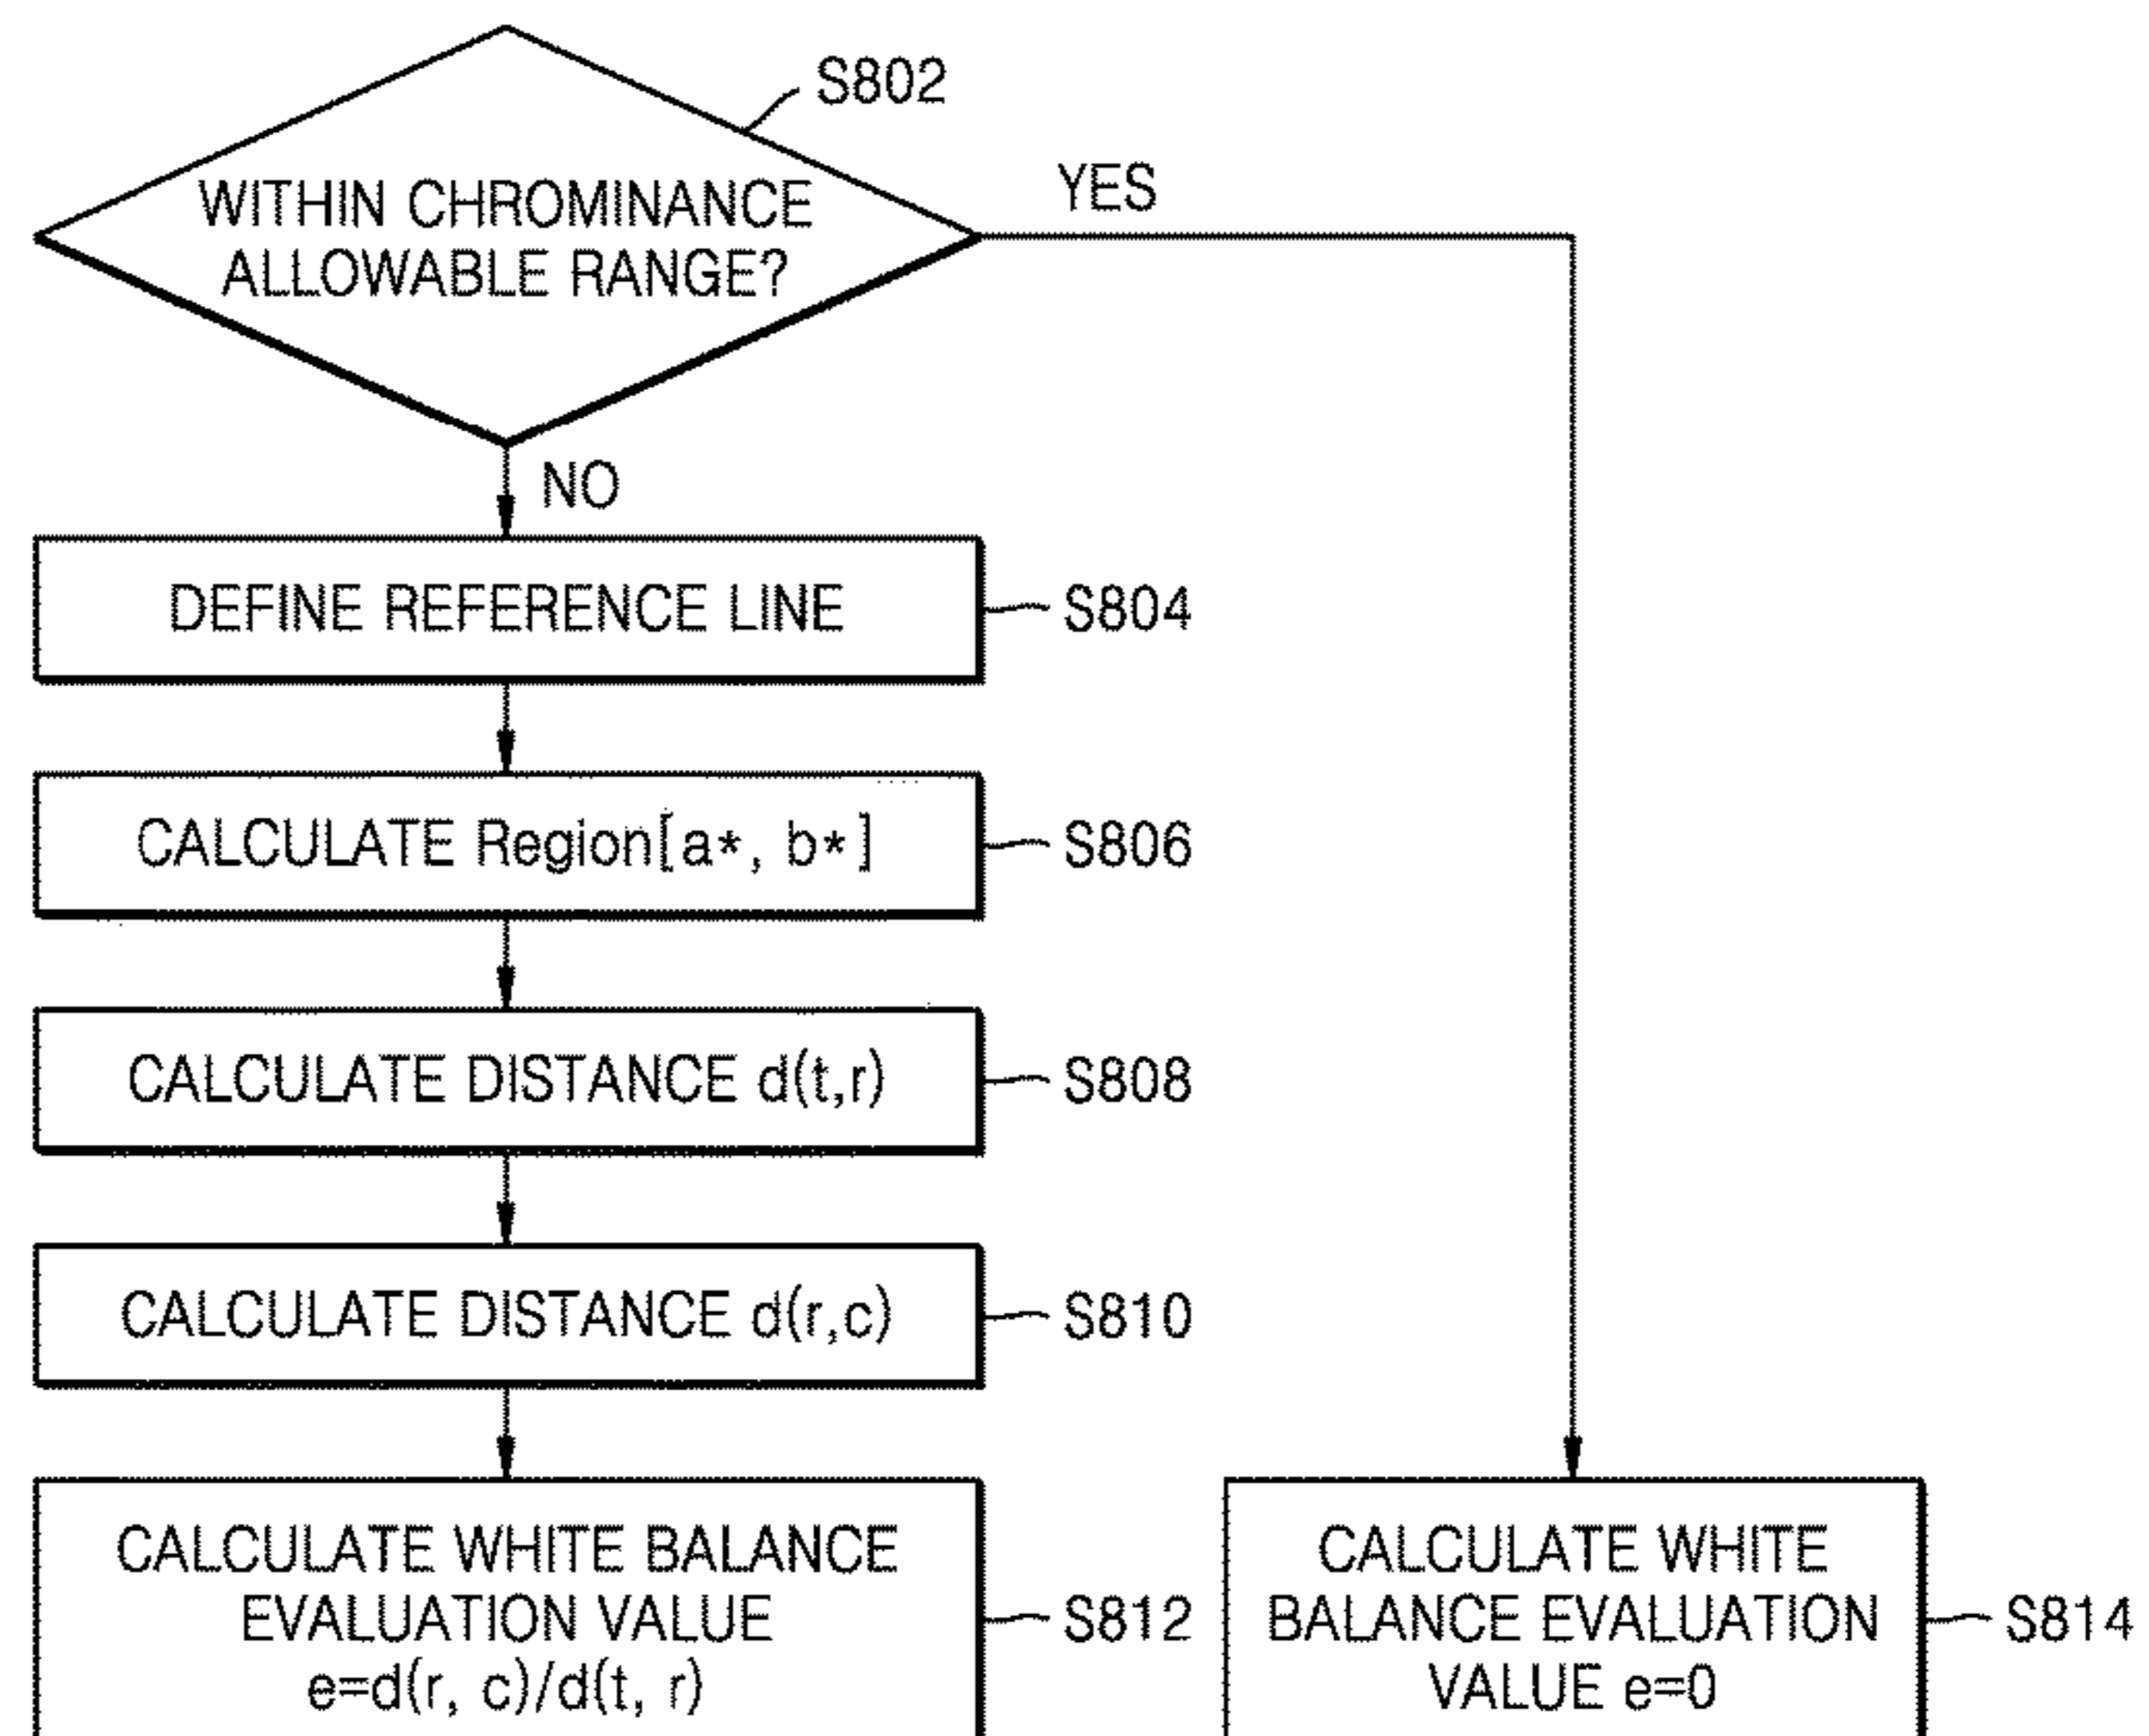 S802
WITHIN CHROMINANCE
ALLOWABLE RANGE?
YES
NO
DEFINE REFERENCE LINE
S804
CALCULATE Region[a*, b*]
S806
CALCULATE DISTANCE d(t,r)
S808
CALCULATE DISTANCE d(r,c)
S810
CALCULATE WHITE BALANCE
EVALUATION VALUE
e=d(r, c)/d(t, r)
S812
CALCULATE WHITE
BALANCE EVALUATION
VALUE e=0
S814